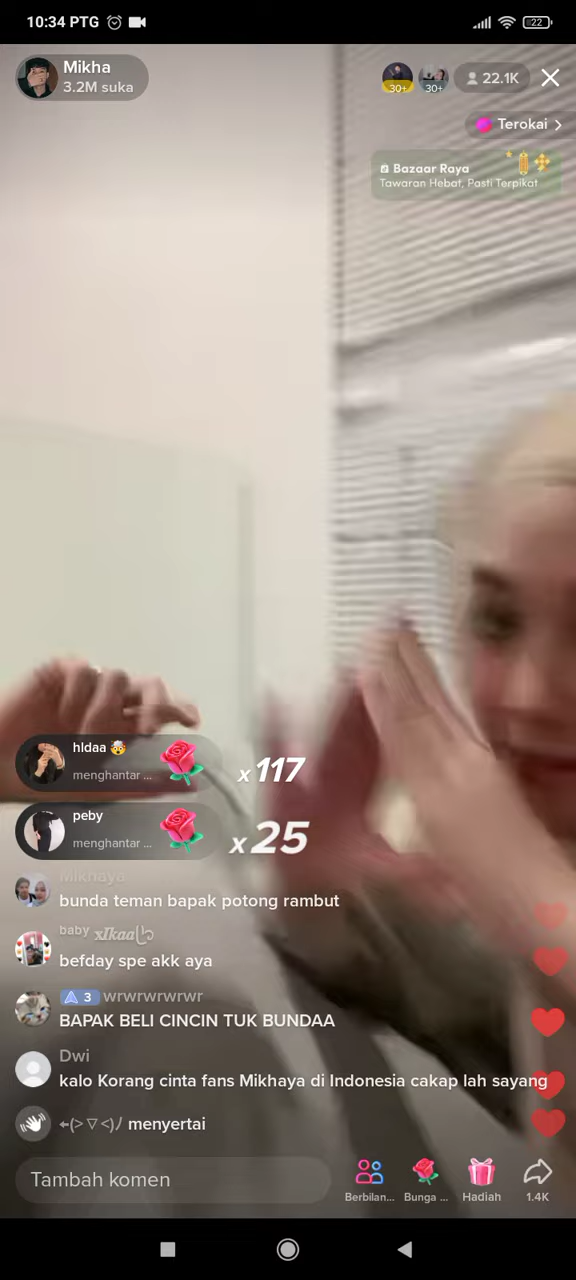 10:34 PTG
22
Mikha
3.2M suka
30+
30+
22.1K
Terokai >
Bazaar Raya
Tawaran Hebat, Pasti Terpikat
hldaa 🤯
menghantar ...
x117
peby
menghantar ...
x25
Mikhaya
bunda teman bapak potong rambut
baby xIkaa
befday spe akk aya
3 wrwrwrwrwr
BAPAK BELI CINCIN TUK BUNDAA
Dwi
kalo Korang cinta fans Mikhaya di Indonesia cakap lah sayang
←(>▽<)ﾉ menyertai
Tambah komen
Berbilan...
Bunga ...
Hadiah
1.4K